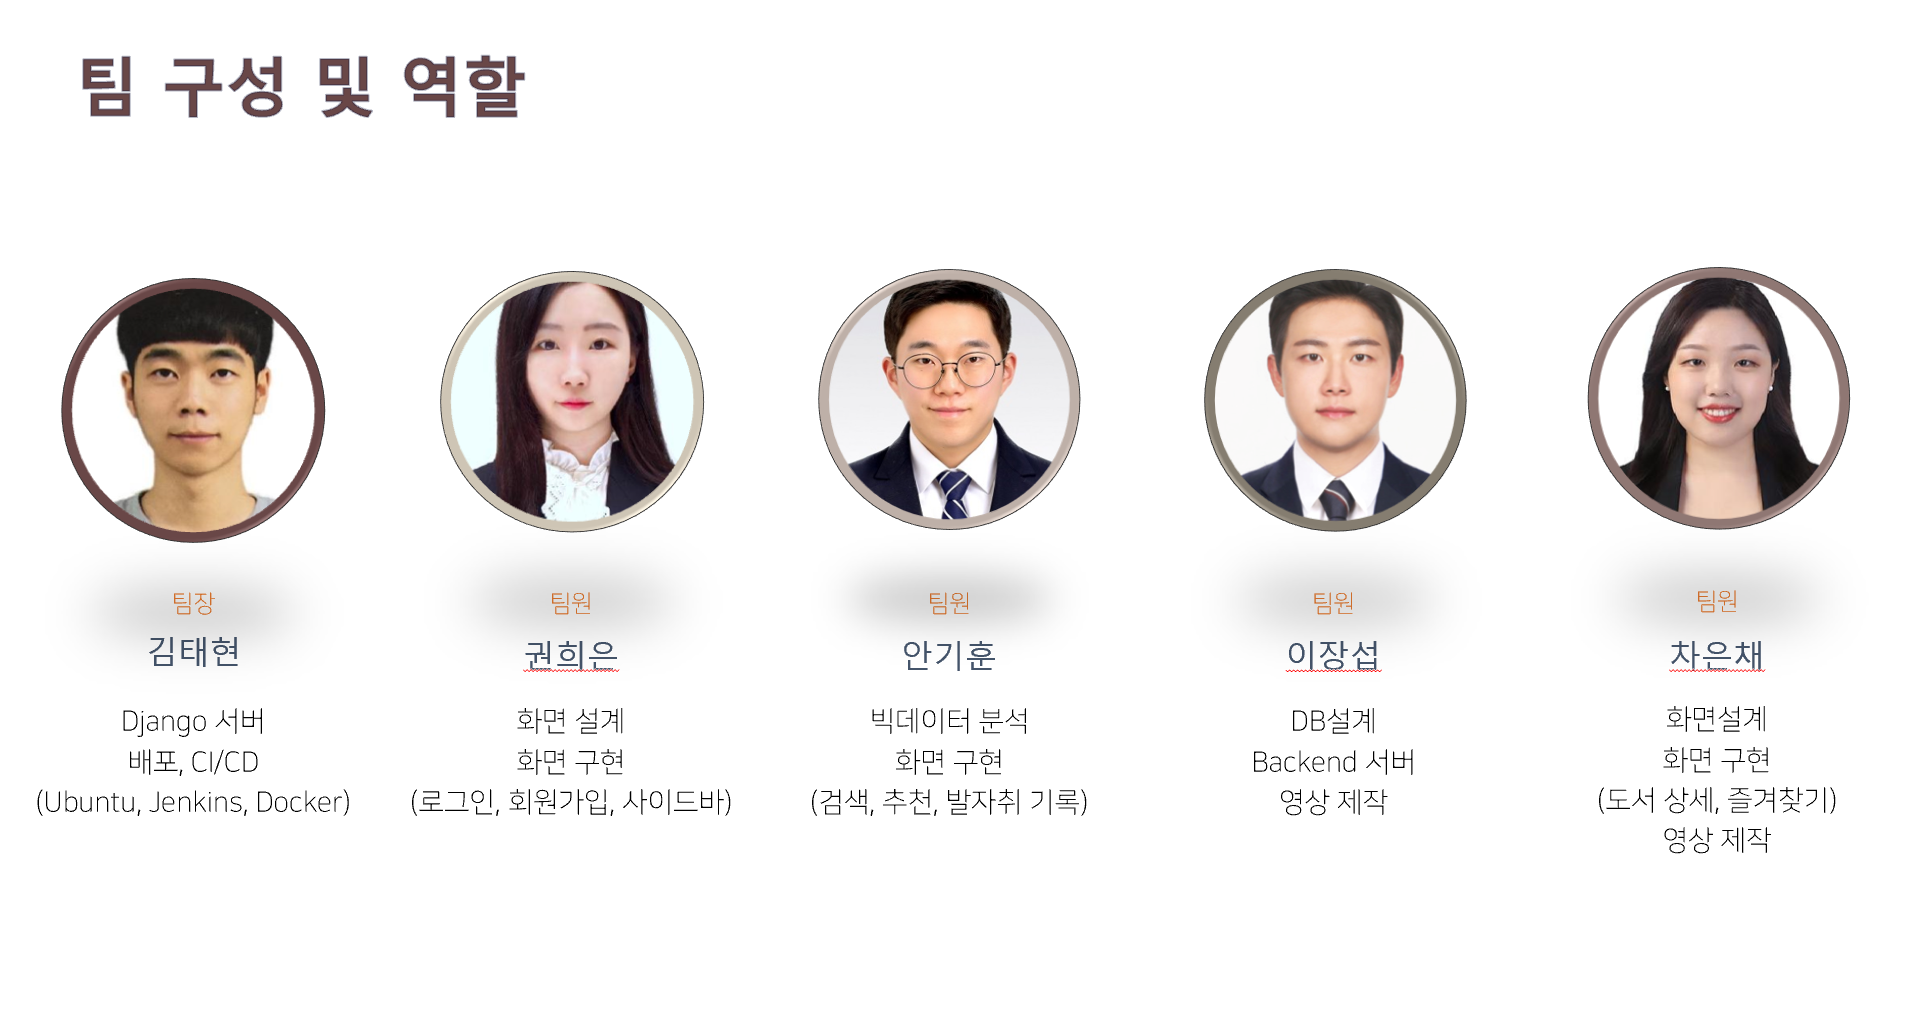 팀 구성 및 역할
팀장
김태현
Django 서버
배포, CI/CD
(Ubuntu, Jenkins, Docker)
팀원
권희은
화면 설계
화면 구현
(로그인, 회원가입, 사이드바)
팀원
안기훈
빅데이터 분석
화면 구현
(검색, 추천, 발자취 기록)
팀원
이장섭
DB설계
Backend 서버
영상 제작
팀원
차은채
화면설계
화면 구현
(도서 상세, 즐겨찾기)
영상 제작